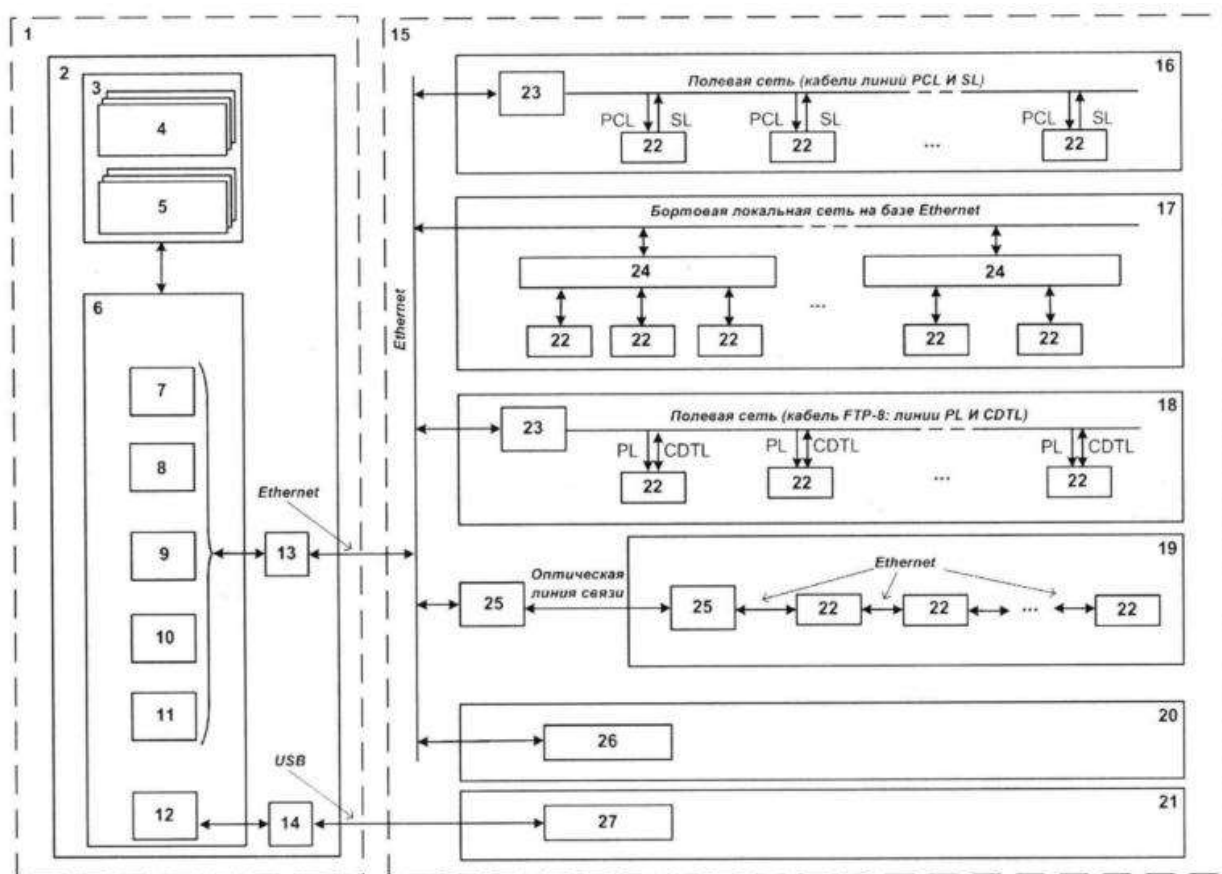 1
2
3
4
5
6
7
8
9
10
11
12
13
14
Ethernet
USB
15
Ethernet
16
Полевая сеть (кабели линий PCL И SL)
23
PCL SL PCL SL PCL SL
22 22 ... 22
17
Бортовая локальная сеть на базе Ethernet
24 24
...
22 22 22 22 22
18
Полевая сеть (кабель FTP-8: линии PL И CDTL)
23
PL CDTL PL CDTL PL CDTL
22 22 ... 22
19
Оптическая
линия связи
Ethernet
25 25 22 22 ... 22
20
26
21
27